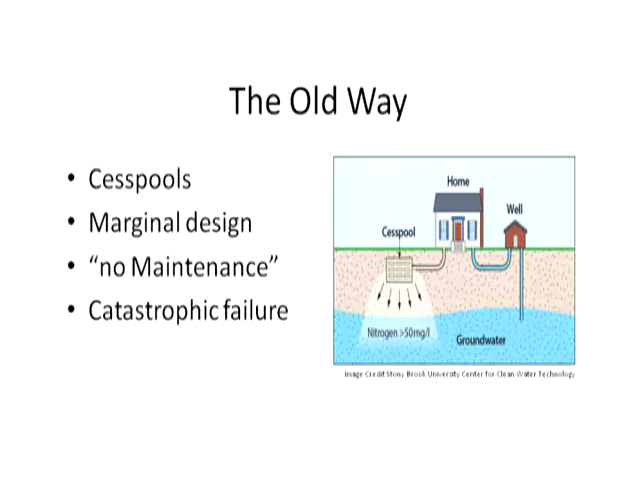 The Old Way
• Cesspools
• Marginal design
• “no Maintenance”
• Catastrophic failure
Home
Well
Cesspool
Nitrogen >50mg/l
Groundwater
Image Credit Stony Brook University Center for Clean Water Technology